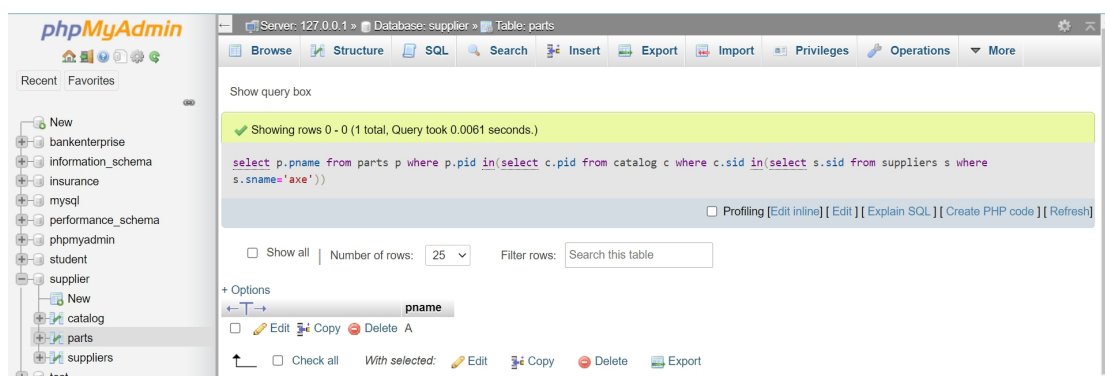 phpMyAdmin
Recent Favorites
New
bankenterprise
information_schema
insurance
mysql
performance_schema
phpmyadmin
student
supplier
New
catalog
parts
suppliers
Server: 127.0.0.1 » Database: supplier » Table: parts
Browse Structure SQL Search Insert Export Import Privileges Operations More
Show query box
Showing rows 0 - 0 (1 total, Query took 0.0061 seconds.)
select p.pname from parts p where p.pid in(select c.pid from catalog c where c.sid in(select s.sid from suppliers s where
s.sname='axe'))
Profiling [Edit inline] [ Edit ] [ Explain SQL ] [ Create PHP code ] [ Refresh]
Show all | Number of rows: 25 Filter rows: Search this table
+ Options
←T→ pname
Edit Copy Delete A
Check all With selected: Edit Copy Delete Export